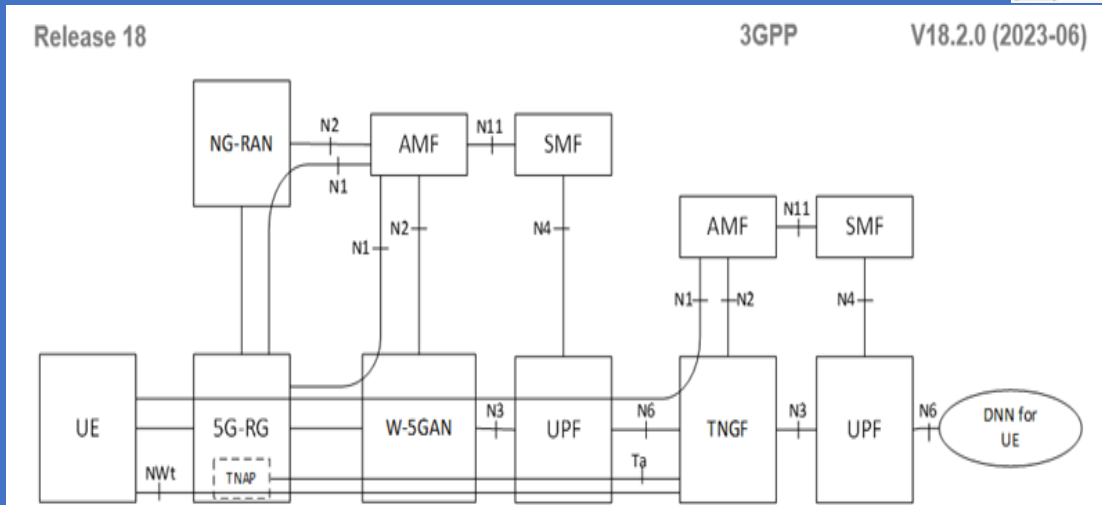 Release 18 3GPP V18.2.0 (2023-06)
NG-RAN
N2
AMF
N11
SMF
N1
N1
N2
N4
AMF
N11
SMF
N1
N2
N4
UE
5G-RG
W-5GAN
N3
UPF
N6
TNGF
N3
UPF
N6
DNN for
UE
NWt
TNAP
Ta